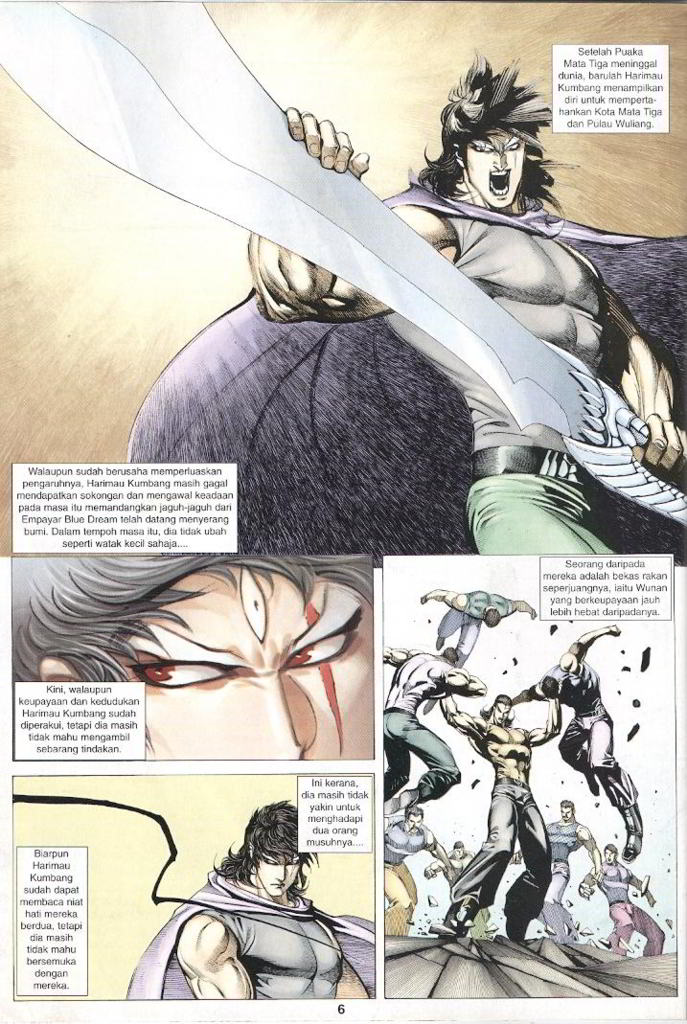 Setelah Puaka
Mata Tiga meninggal
dunia, barulah Harimau
Kumbang menampilkan
diri untuk memperta-
hankan Kota Mata Tiga
dan Pulau Wuliang.
Walaupun sudah berusaha memperluaskan
pengaruhnya, Harimau Kumbang masih gagal
mendapatkan sokongan dan mengawal keadaan
pada masa itu memandangkan jaguh-jaguh dari
Empayar Blue Dream telah datang menyerang
bumi. Dalam tempoh masa itu, dia tidak ubah
seperti watak kecil sahaja....
Seorang daripada
mereka adalah bekas rakan
seperjuangnya, iaitu Wunan
yang berkeupayaan jauh
lebih hebat daripadanya.
Kini, walaupun
keupayaan dan kedudukan
Harimau Kumbang sudah
diperakui, tetapi dia masih
tidak mahu mengambil
sebarang tindakan.
Ini kerana,
dia masih tidak
yakin untuk
menghadapi
dua orang
musuhnya....
Biarpun
Harimau
Kumbang
sudah dapat
membaca niat
hati mereka
berdua, tetapi
dia masih
tidak mahu
bersemuka
dengan
mereka.
6